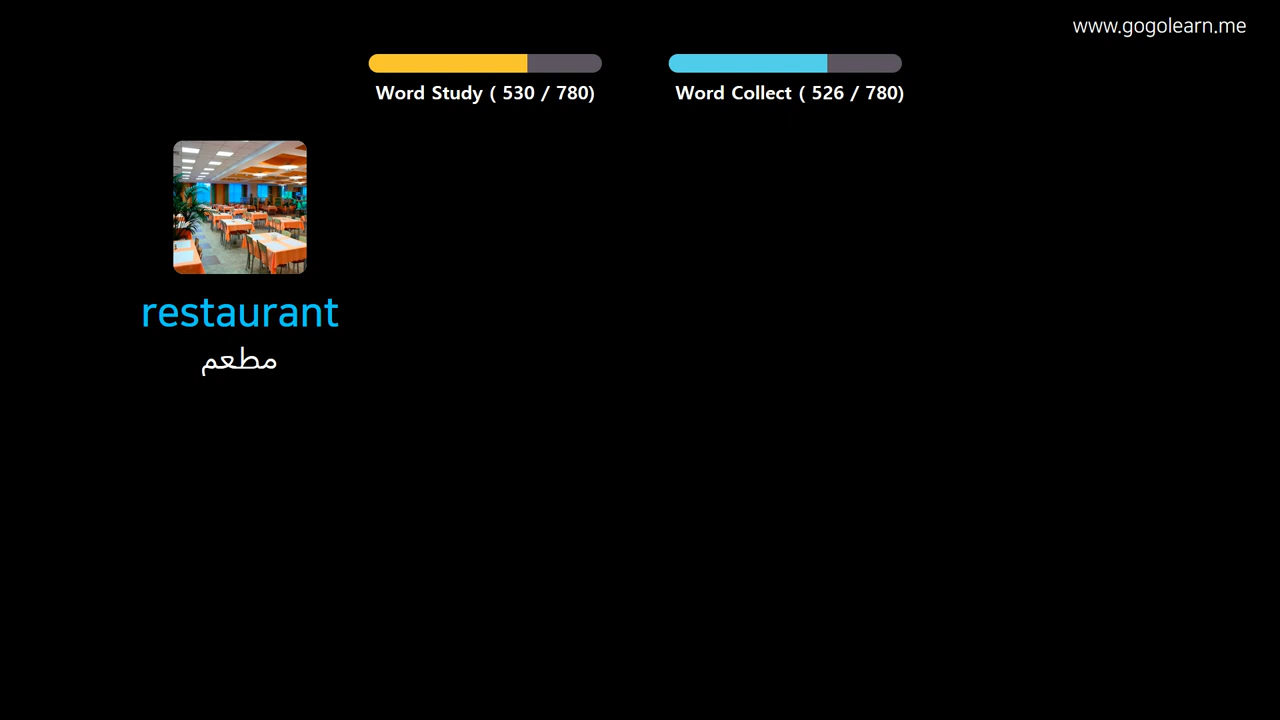 www.gogolearn.me
Word Study ( 530 / 780)
Word Collect ( 526 / 780)
restaurant
مطعم